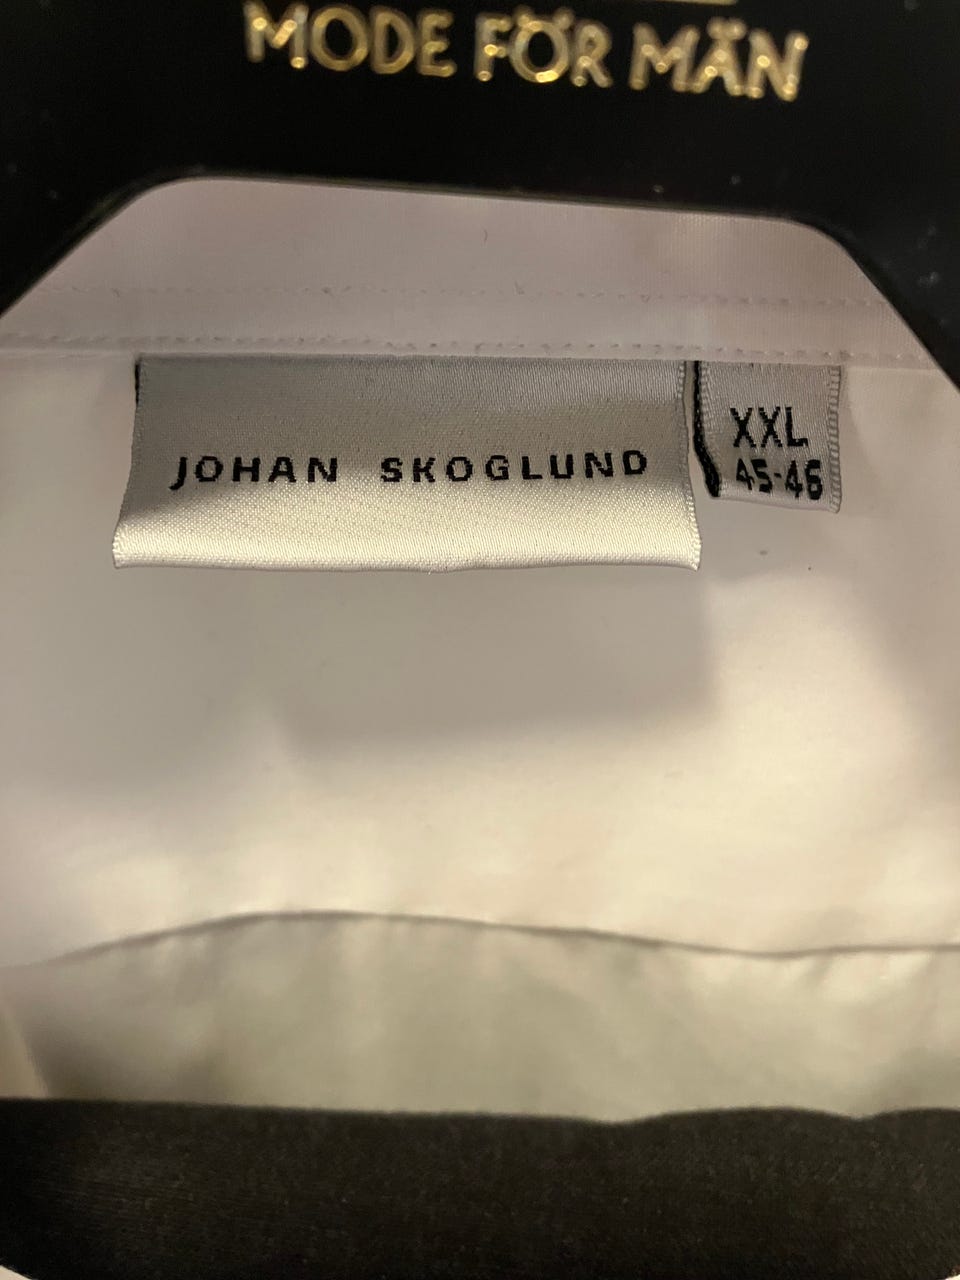 MODE FÖR MÄN
JOHAN SKOGLUND
XXL
45-46